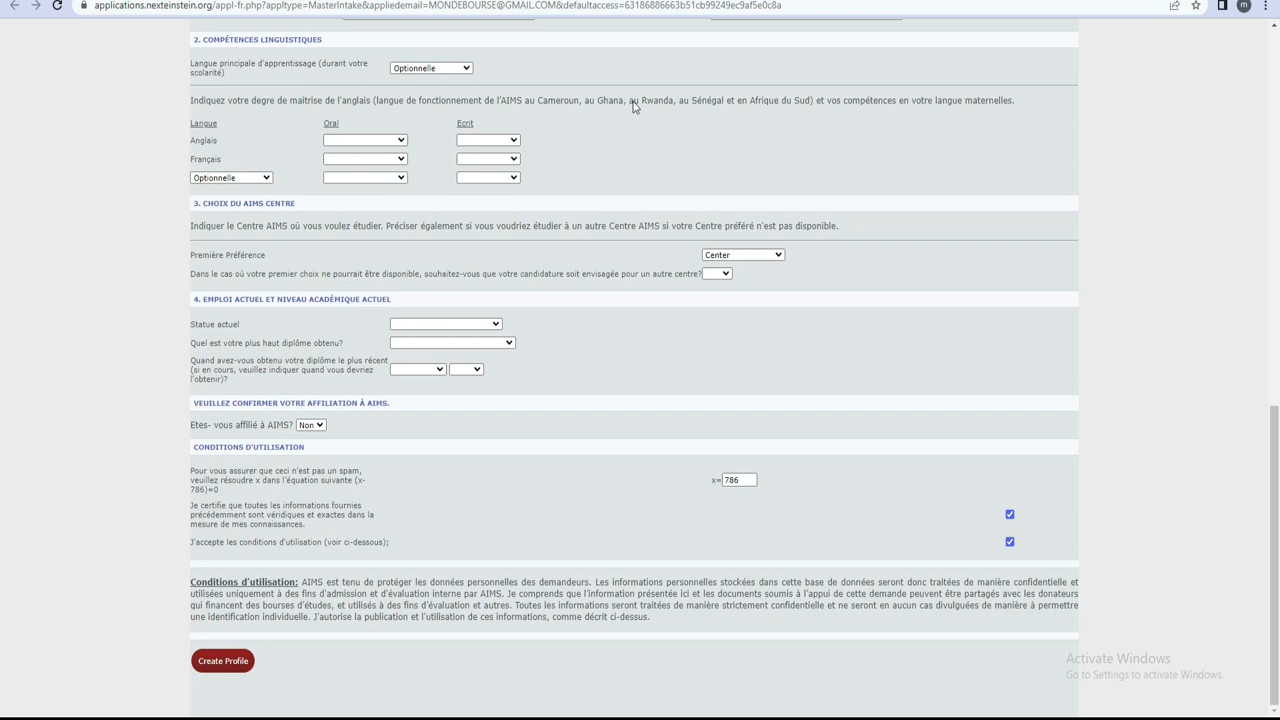 applications.nexteinstein.org/appl-fr.php?appltype=MasterIntake&appliedemail=MONDEBOURSE@GMAIL.COM&defaultaccess=63186886663b51cb99249ec9af5e0c8a
m
2. COMPÉTENCES LINGUISTIQUES
Langue principale d'apprentissage (durant votre
scolarité)
Optionnelle
Indiquez votre degre de maitrise de l'anglais (langue de fonctionnement de l'AIMS au Cameroun, au Ghana, au Rwanda, au Sénégal et en Afrique du Sud) et vos compétences en votre langue maternelles.
Langue Oral Ecrit
Anglais
Français
Optionnelle
3. CHOIX DU AIMS CENTRE
Indiquer le Centre AIMS où vous voulez étudier. Préciser également si vous voudriez étudier à un autre Centre AIMS si votre Centre préféré n'est pas disponible.
Première Préférence Center
Dans le cas où votre premier choix ne pourrait être disponible, souhaitez-vous que votre candidature soit envisagée pour un autre centre?
4. EMPLOI ACTUEL ET NIVEAU ACADÉMIQUE ACTUEL
Statue actuel
Quel est votre plus haut diplôme obtenu?
Quand avez-vous obtenu votre diplôme le plus récent
(si en cours, veuillez indiquer quand vous devriez
l'obtenir)?
VEUILLEZ CONFIRMER VOTRE AFFILIATION À AIMS.
Etes- vous affilié à AIMS? Non
CONDITIONS D'UTILISATION
Pour vous assurer que ceci n'est pas un spam,
veuillez résoudre x dans l'équation suivante (x-
786)=0
x= 786
Je certifie que toutes les informations fournies
précédemment sont véridiques et exactes dans la
mesure de mes connaissances.
J'accepte les conditions d'utilisation (voir ci-dessous);
Conditions d'utilisation: AIMS est tenu de protéger les données personnelles des demandeurs. Les informations personnelles stockées dans cette base de données seront donc traitées de manière confidentielle et
utilisées uniquement à des fins d'admission et d'évaluation interne par AIMS. Je comprends que l'information présentée ici et les documents soumis à l'appui de cette demande peuvent être partagés avec les donateurs
qui financent des bourses d'études, et utilisés à des fins d'évaluation et autres. Toutes les informations seront traitées de manière strictement confidentielle et ne seront en aucun cas divulguées de manière à permettre
une identification individuelle. J'autorise la publication et l'utilisation de ces informations, comme décrit ci-dessus.
Create Profile
Activate Windows
Go to Settings to activate Windows.